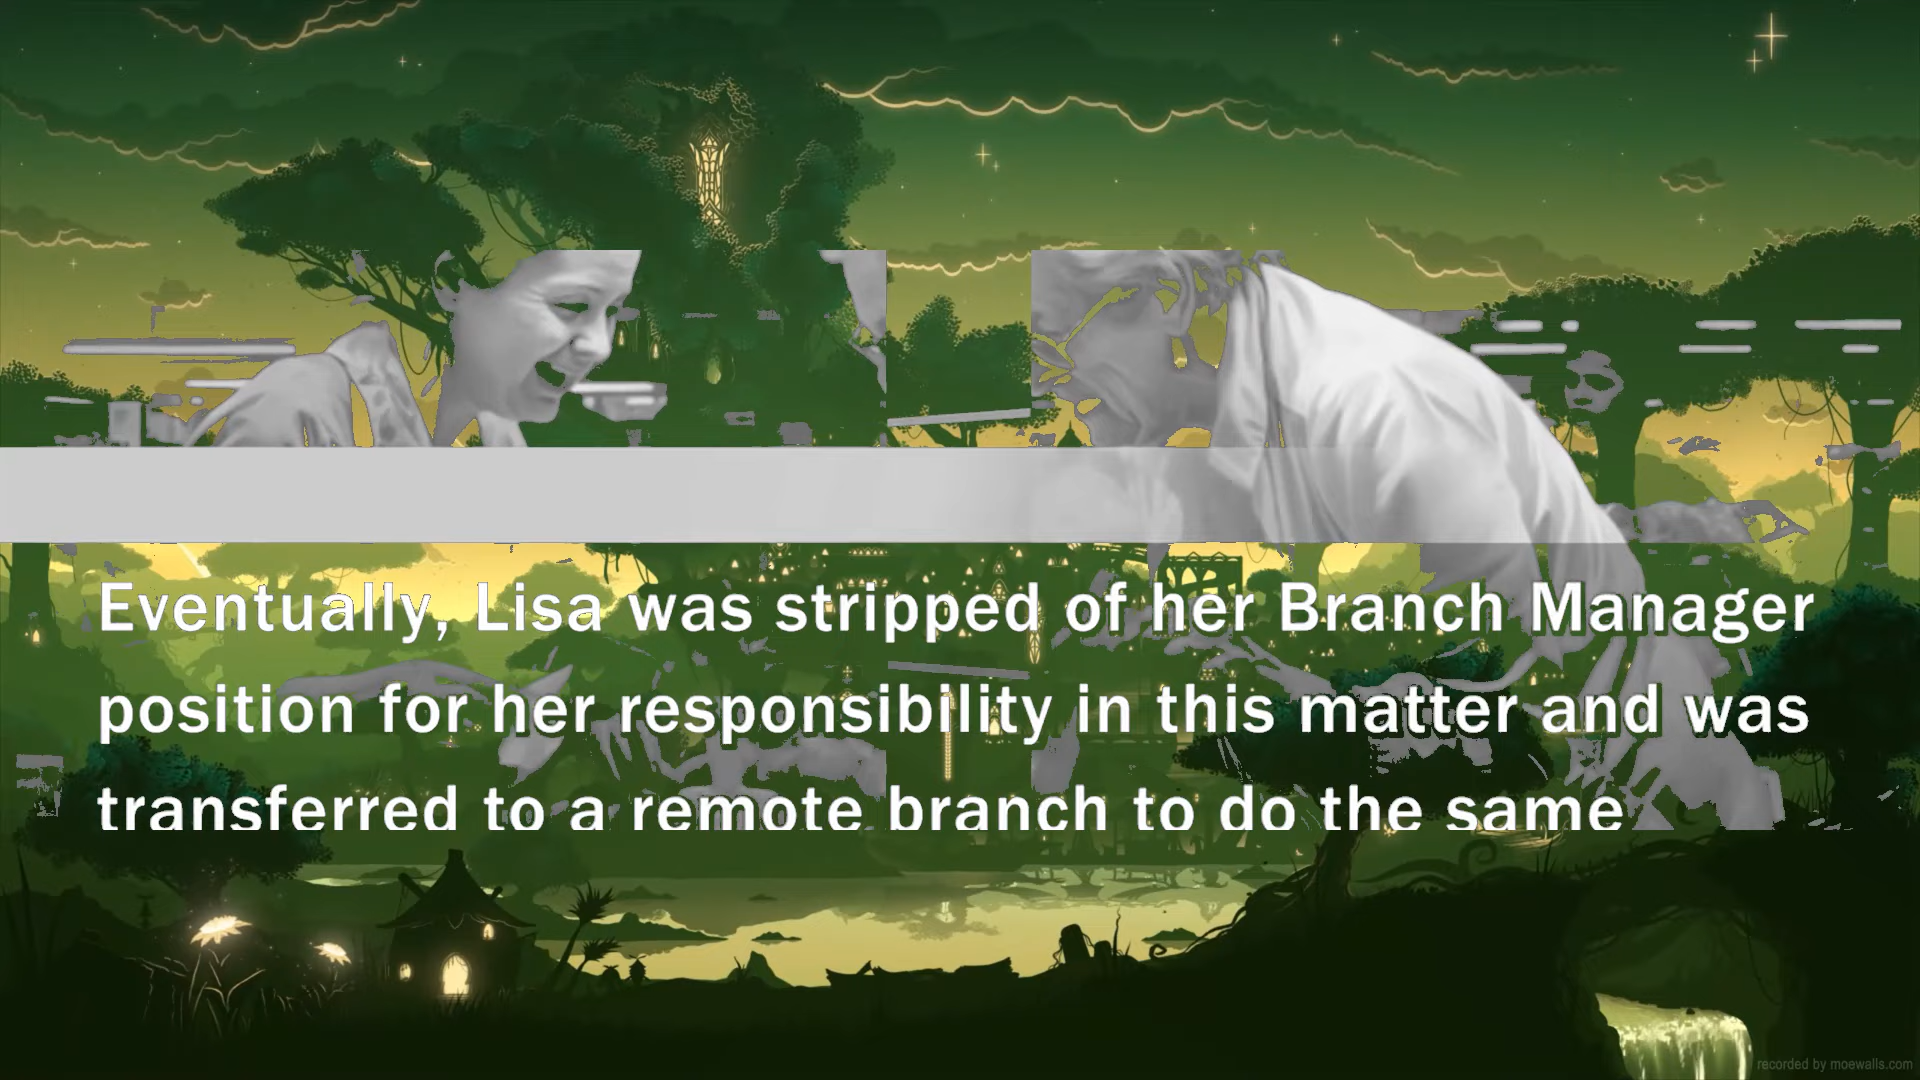 Eventually, Lisa was stripped of her Branch Manager
position for her responsibility in this matter and was
transferred to a remote branch to do the same
recorded by moewalls.com